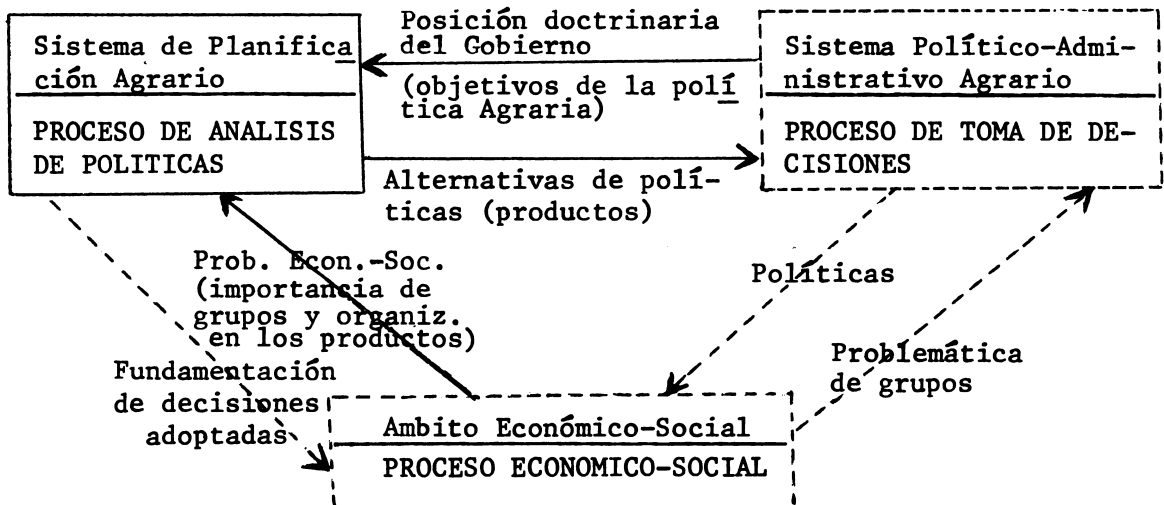 Sistema de Planifica
ción Agrario
PROCESO DE ANALISIS
DE POLITICAS
Posición doctrinaria
del Gobierno
(objetivos de la polí
tica Agraria)
Alternativas de polí-
ticas (productos)
Sistema Político-Admi-
nistrativo Agrario
PROCESO DE TOMA DE DE-
CISIONES
Prob. Econ.-Soc.
(importancia de
grupos y organiz.
en los productos)
Políticas
Problemática
de grupos
Fundamentación
de decisiones
adoptadas
Ambito Económico-Social
PROCESO ECONOMICO-SOCIAL